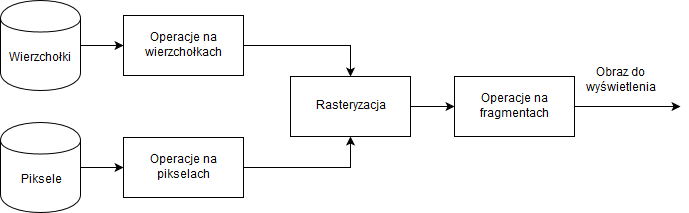 Wierzchołki
Operacje na
wierzchołkach
Piksele
Operacje na
pikselach
Rasteryzacja
Operacje na
fragmentach
Obraz do
wyświetlenia